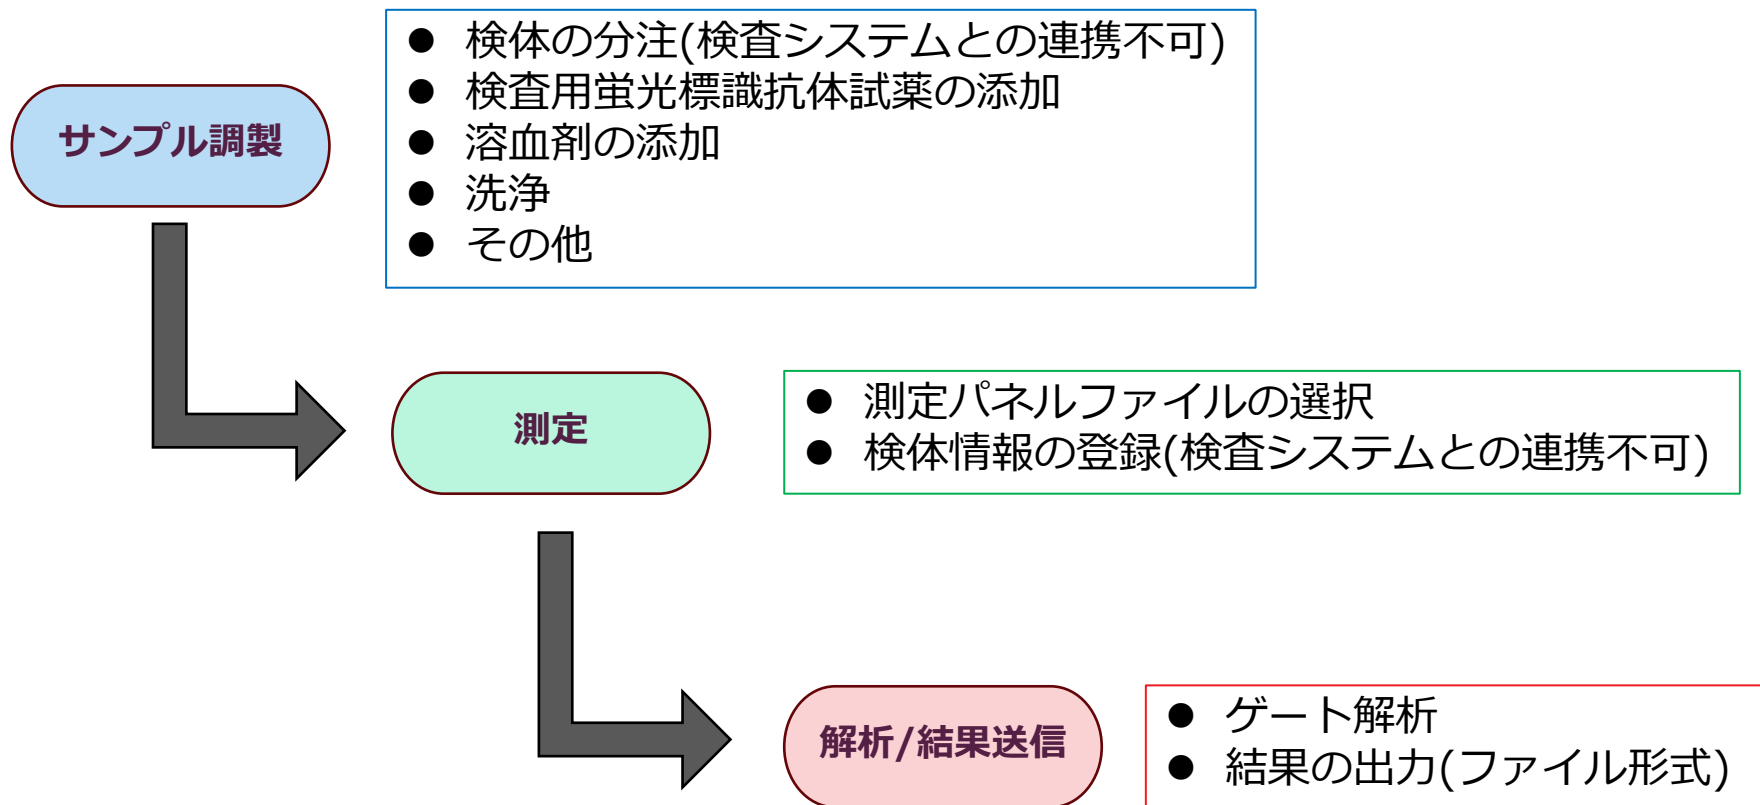 サンプル調製
● 検体の分注(検査システムとの連携不可)
● 検査用蛍光標識抗体試薬の添加
● 溶血剤の添加
● 洗浄
● その他
測定
● 測定パネルファイルの選択
● 検体情報の登録(検査システムとの連携不可)
解析/結果送信
● ゲート解析
● 結果の出力(ファイル形式)